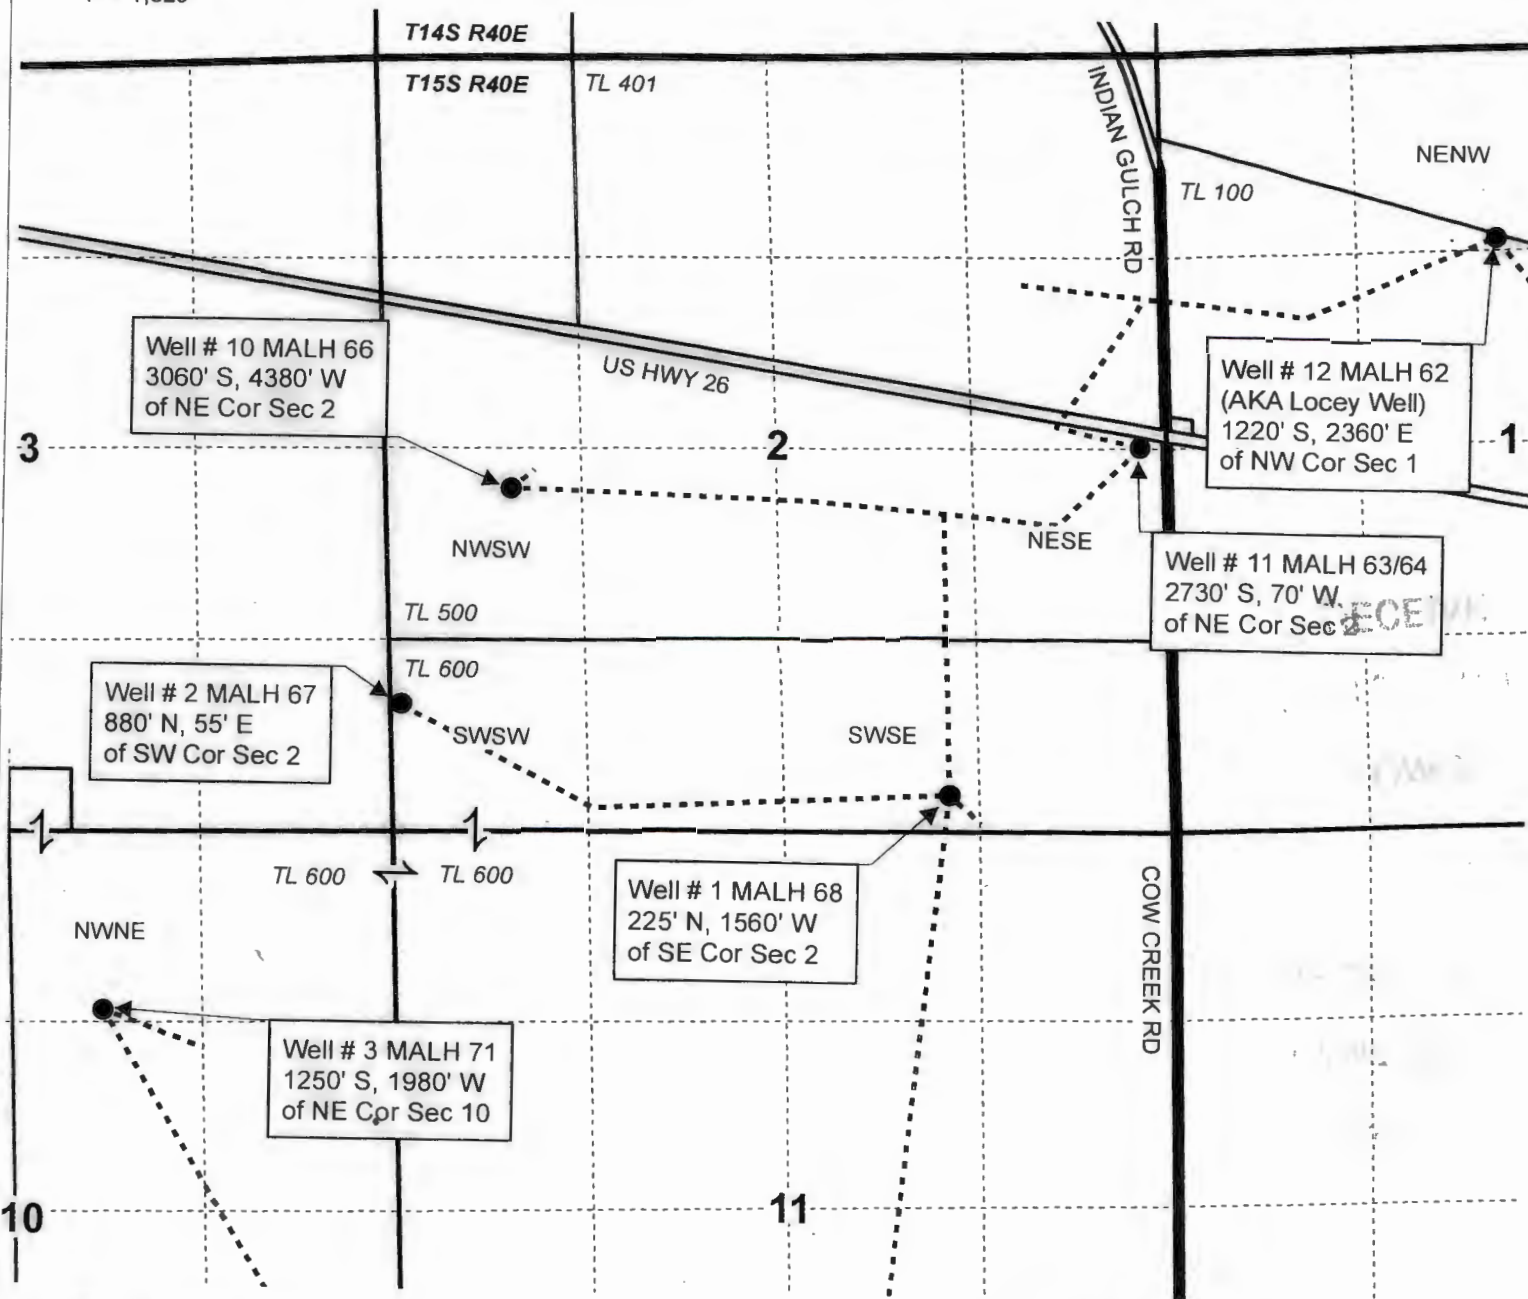 T14S R40E
T15S R40E
TL 401
INDIAN GULCH RD
NENW
TL 100
Well # 10 MALH 66
3060' S, 4380' W
of NE Cor Sec 2
US HWY 26
Well # 12 MALH 62
(AKA Locey Well)
1220' S, 2360' E
of NW Cor Sec 1
3
2
1
NWSW
NESE
Well # 11 MALH 63/64
2730' S, 70' W
of NE Cor Sec 2
TL 500
TL 600
Well # 2 MALH 67
880' N, 55' E
of SW Cor Sec 2
SWSW
SWSE
TL 600
TL 600
Well # 1 MALH 68
225' N, 1560' W
of SE Cor Sec 2
COW CREEK RD
NWNE
Well # 3 MALH 71
1250' S, 1980' W
of NE Cor Sec 10
10
11